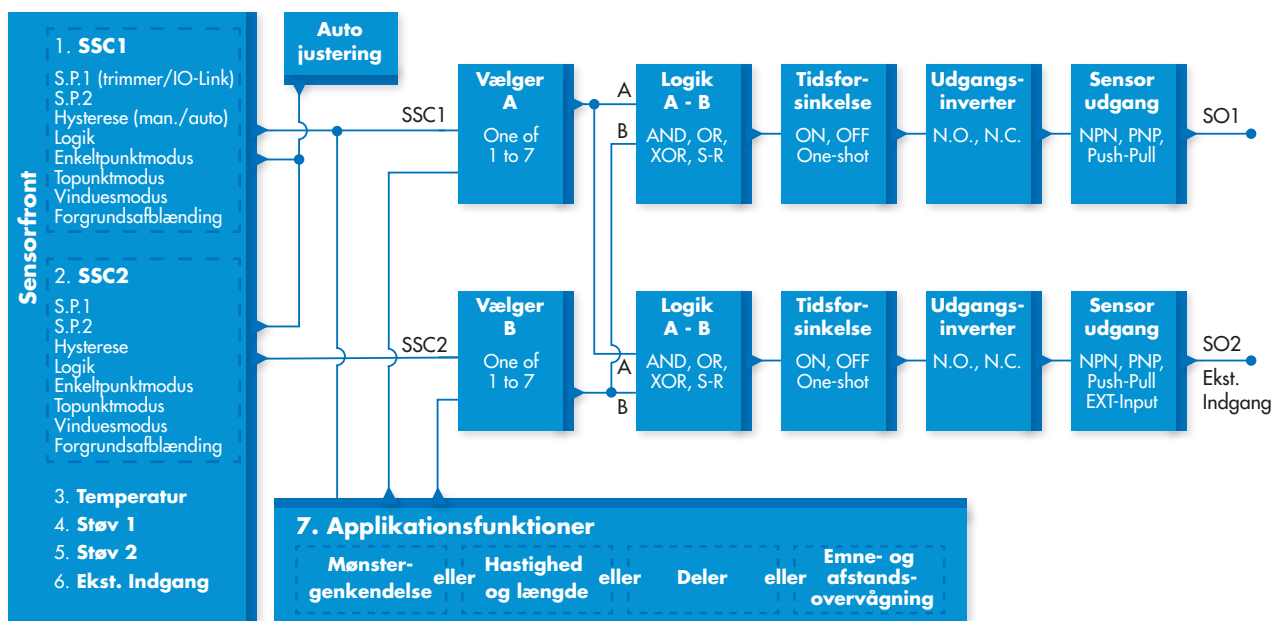 Sensorfront
1. SSC1
S.P.1 (trimmer/IO-Link)
S.P.2
Hysterese (man./auto)
Logik
Enkeltpunktmodus
Topunktmodus
Vinduesmodus
Forgrundsafblænding
2. SSC2
S.P.1
S.P.2
Hysterese
Logik
Enkeltpunktmodus
Topunktmodus
Vinduesmodus
Forgrundsafblænding
3. Temperatur
4. Støv 1
5. Støv 2
6. Ekst. Indgang
Auto
justering
SSC1
Vælger
A
One of
1 to 7
A
B
Logik
A - B
AND, OR,
XOR, S-R
Tidsfor-
sinkelse
ON, OFF
One-shot
Udgangs-
inverter
N.O., N.C.
Sensor
udgang
NPN, PNP,
Push-Pull
SO1
SSC2
Vælger
B
One of
1 to 7
A
B
Logik
A - B
AND, OR,
XOR, S-R
Tidsfor-
sinkelse
ON, OFF
One-shot
Udgangs-
inverter
N.O., N.C.
Sensor
udgang
NPN, PNP,
Push-Pull
EXT-Input
SO2
Ekst.
Indgang
7. Applikationsfunktioner
Mønster-
genkendelse
eller
Hastighed
og længde
eller
Deler
eller
Emne- og
afstands-
overvågning